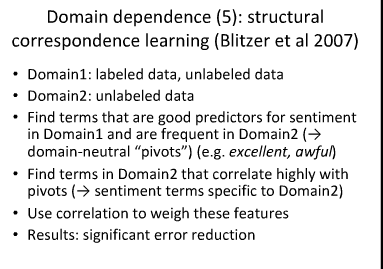 Domain dependence (5): structural
correspondence learning (Blitzer et al 2007)
• Domain1: labeled data, unlabeled data
• Domain2: unlabeled data
• Find terms that are good predictors for sentiment
in Domain1 and are frequent in Domain2 (→
domain-neutral “pivots”) (e.g. excellent, awful)
• Find terms in Domain2 that correlate highly with
pivots (→ sentiment terms specific to Domain2)
• Use correlation to weigh these features
• Results: significant error reduction